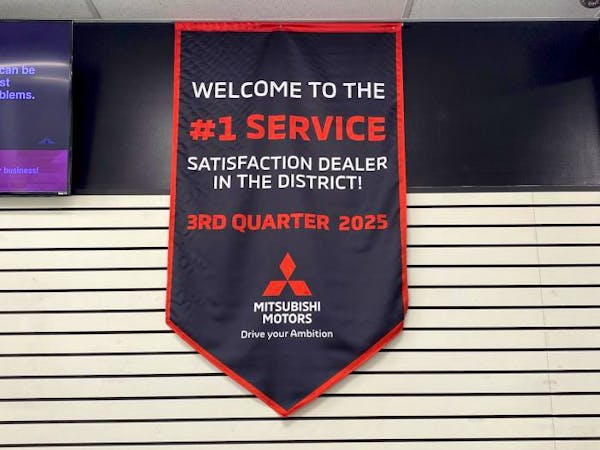 can be
st
blems.
r business!
WELCOME TO THE
#1 SERVICE
SATISFACTION DEALER
IN THE DISTRICT!
3RD QUARTER 2025
MITSUBISHI
MOTORS
Drive your Ambition